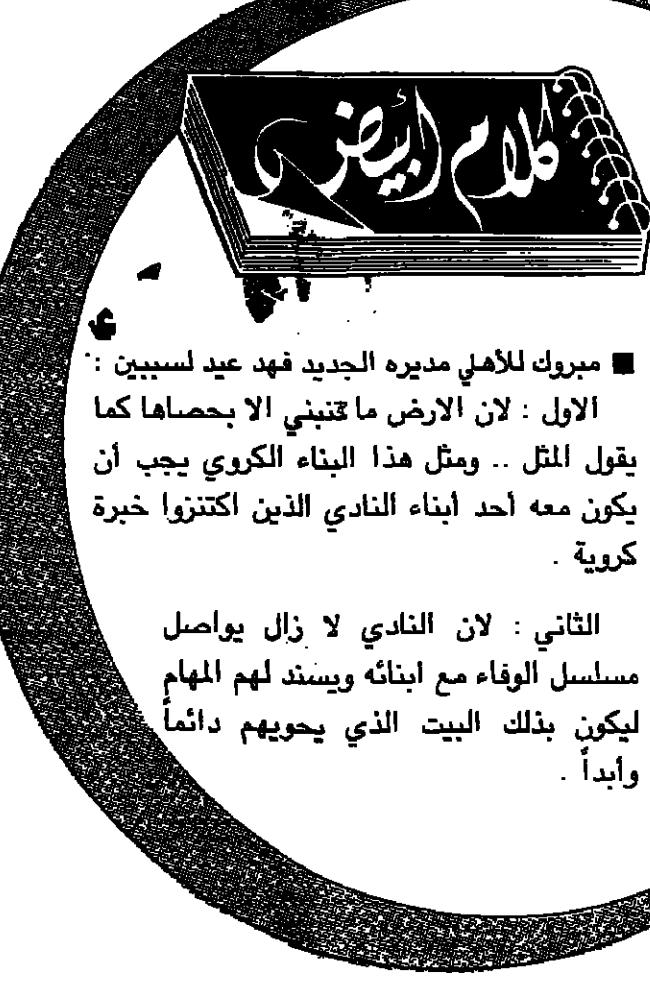 كلام أبيض
■ مبروك للأهلي مديره الجديد فهد عيد لسببين :
الاول : لان الارض ما تنبني الا بحصاها كما
يقول المثل .. ومثل هذا البناء الكروي يجب أن
يكون معه أحد أبناء النادي الذين اكتنزوا خبرة
كروية .
الثاني : لان النادي لا زال يواصل
مسلسل الوفاء مع ابنائه ويسند لهم المهام
ليكون بذلك البيت الذي يحويهم دائماً
وأبداً .